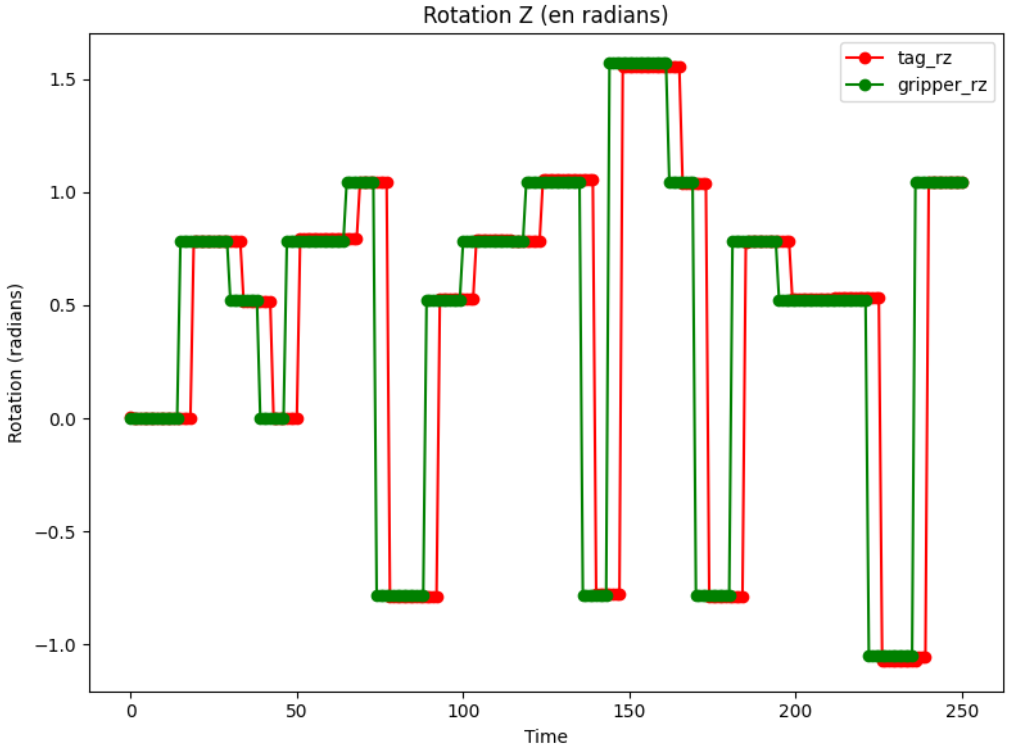 Rotation Z (en radians)
tag_rz
gripper_rz
1.5
1.0
0.5
0.0
−0.5
−1.0
Rotation (radians)
0 50 100 150 200 250
Time